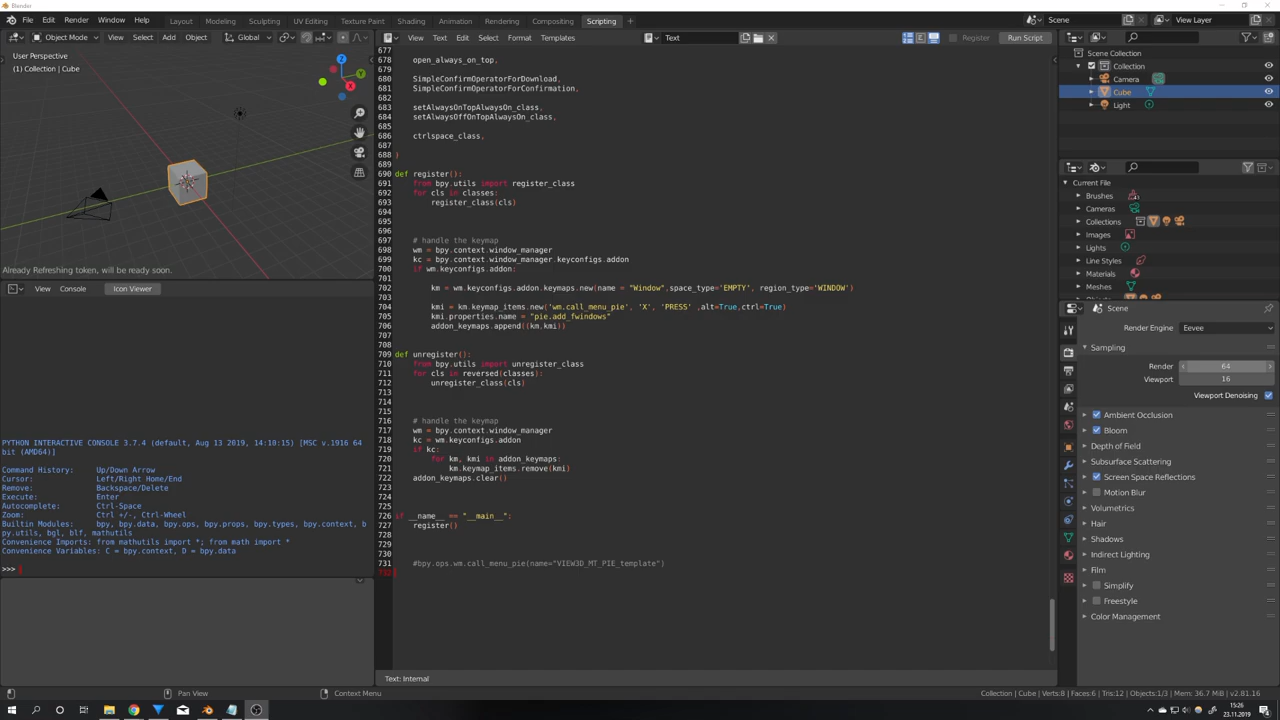 Blender
File Edit Render Window Help Layout Modeling Sculpting UV Editing Texture Paint Shading Animation Rendering Compositing Scripting + Scene View Layer
Object Mode View Select Add Object Global
View Text Edit Select Format Templates Text Register Run Script
User Perspective
(1) Collection | Cube
Z
Y
X
Already Refreshing token, will be ready soon.
View Console Icon Viewer
PYTHON INTERACTIVE CONSOLE 3.7.4 (default, Aug 13 2019, 14:10:15) [MSC v.1916 64
bit (AMD64)]
Command History: Up/Down Arrow
Cursor: Left/Right Home/End
Remove: Backspace/Delete
Execute: Enter
Autocomplete: Ctrl-Space
Zoom: Ctrl +/-, Ctrl-Wheel
Builtin Modules: bpy, bpy.data, bpy.ops, bpy.props, bpy.types, bpy.context, b
py.utils, bgl, blf, mathutils
Convenience Imports: from mathutils import *; from math import *
Convenience Variables: C = bpy.context, D = bpy.data
>>>
677
678 open_always_on_top,
679
680 SimpleConfirmOperatorForDownload,
681 SimpleConfirmOperatorForConfirmation,
682
683 setAlwaysOnTopAlwaysOn_class,
684 setAlwaysOffOnTopAlwaysOn_class,
685
686 ctrlspace_class,
687
688 )
689
690 def register():
691 from bpy.utils import register_class
692 for cls in classes:
693 register_class(cls)
694
695
696
697 # handle the keymap
698 wm = bpy.context.window_manager
699 kc = bpy.context.window_manager.keyconfigs.addon
700 if wm.keyconfigs.addon:
701
702 km = wm.keyconfigs.addon.keymaps.new(name = "Window",space_type='EMPTY', region_type='WINDOW')
703
704 kmi = km.keymap_items.new('wm.call_menu_pie', 'X', 'PRESS' ,alt=True,ctrl=True)
705 kmi.properties.name = "pie.add_fwindows"
706 addon_keymaps.append((km,kmi))
707
708
709 def unregister():
710 from bpy.utils import unregister_class
711 for cls in reversed(classes):
712 unregister_class(cls)
713
714
715
716 # handle the keymap
717 wm = bpy.context.window_manager
718 kc = wm.keyconfigs.addon
719 if kc:
720 for km, kmi in addon_keymaps:
721 km.keymap_items.remove(kmi)
722 addon_keymaps.clear()
723
724
725
726 if __name__ == "__main__":
727 register()
728
729
730
731 #bpy.ops.wm.call_menu_pie(name="VIEW3D_MT_PIE_template")
732
Text: Internal
Scene Collection
Collection
Camera
Cube
Light
Current File
Brushes
Cameras
Collections
Images
Lights
Line Styles
Materials
Meshes
Scene
Render Engine Eevee
Sampling
Render 64
Viewport 16
Viewport Denoising
Ambient Occlusion
Bloom
Depth of Field
Subsurface Scattering
Screen Space Reflections
Motion Blur
Volumetrics
Hair
Shadows
Indirect Lighting
Film
Simplify
Freestyle
Color Management
Pan View Context Menu Collection | Cube | Verts:8 | Faces:6 | Tris:12 | Objects:1/3 | Mem: 36.7 MiB | v2.81.16
15:26
23.11.2019